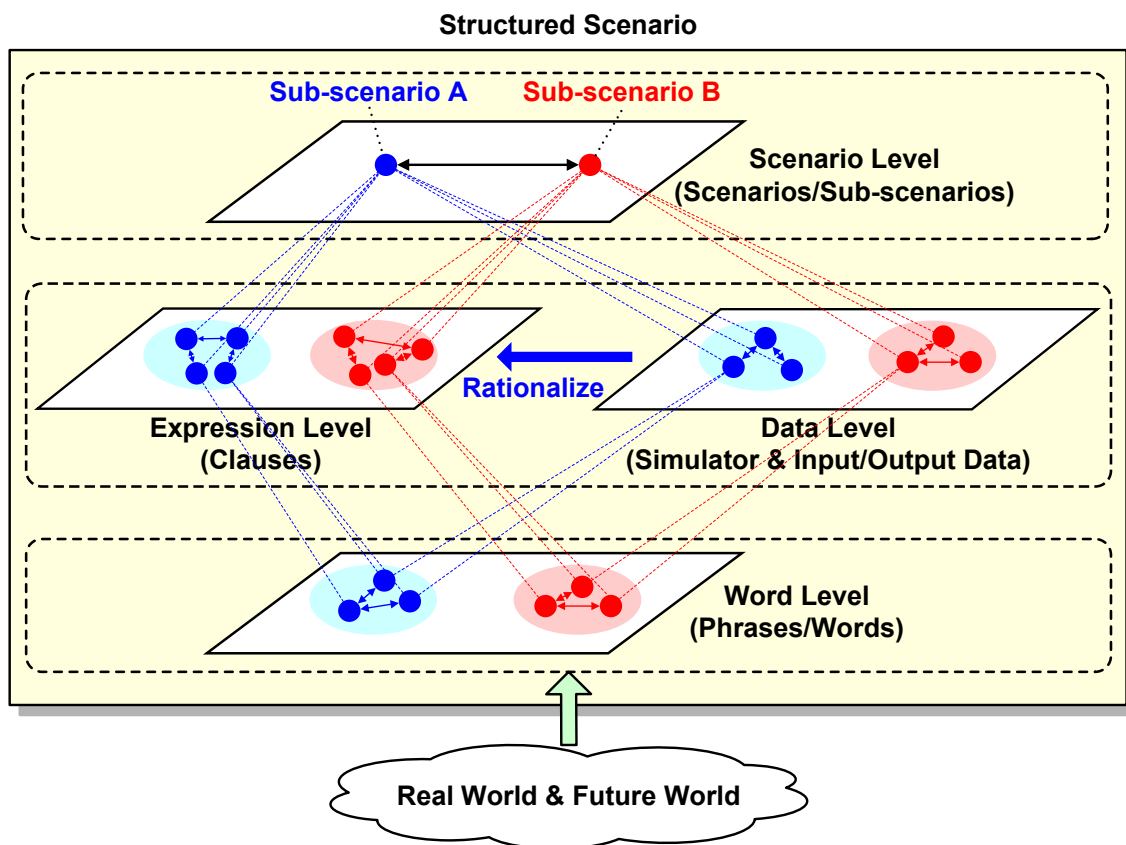 Structured Scenario
Sub-scenario A
Sub-scenario B
Scenario Level
(Scenarios/Sub-scenarios)
Rationalize
Expression Level
(Clauses)
Data Level
(Simulator & Input/Output Data)
Word Level
(Phrases/Words)
Real World & Future World